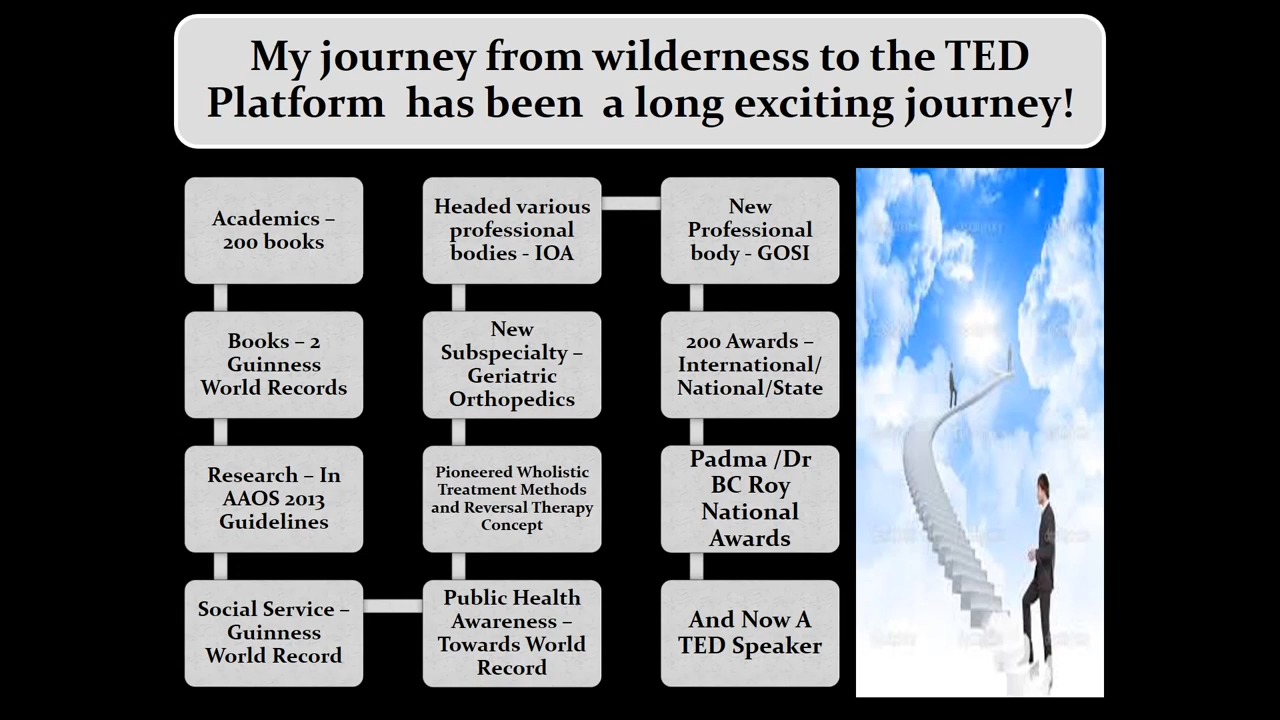 My journey from wilderness to the TED
Platform has been a long exciting journey!
Academics –
200 books
Books – 2
Guinness
World Records
Research – In
AAOS 2013
Guidelines
Social Service –
Guinness
World Record
Public Health
Awareness –
Towards World
Record
Pioneered Wholistic
Treatment Methods
and Reversal Therapy
Concept
New
Subspecialty –
Geriatric
Orthopedics
Headed various
professional
bodies - IOA
New
Professional
body - GOSI
200 Awards –
International/
National/State
Padma /Dr
BC Roy
National
Awards
And Now A
TED Speaker